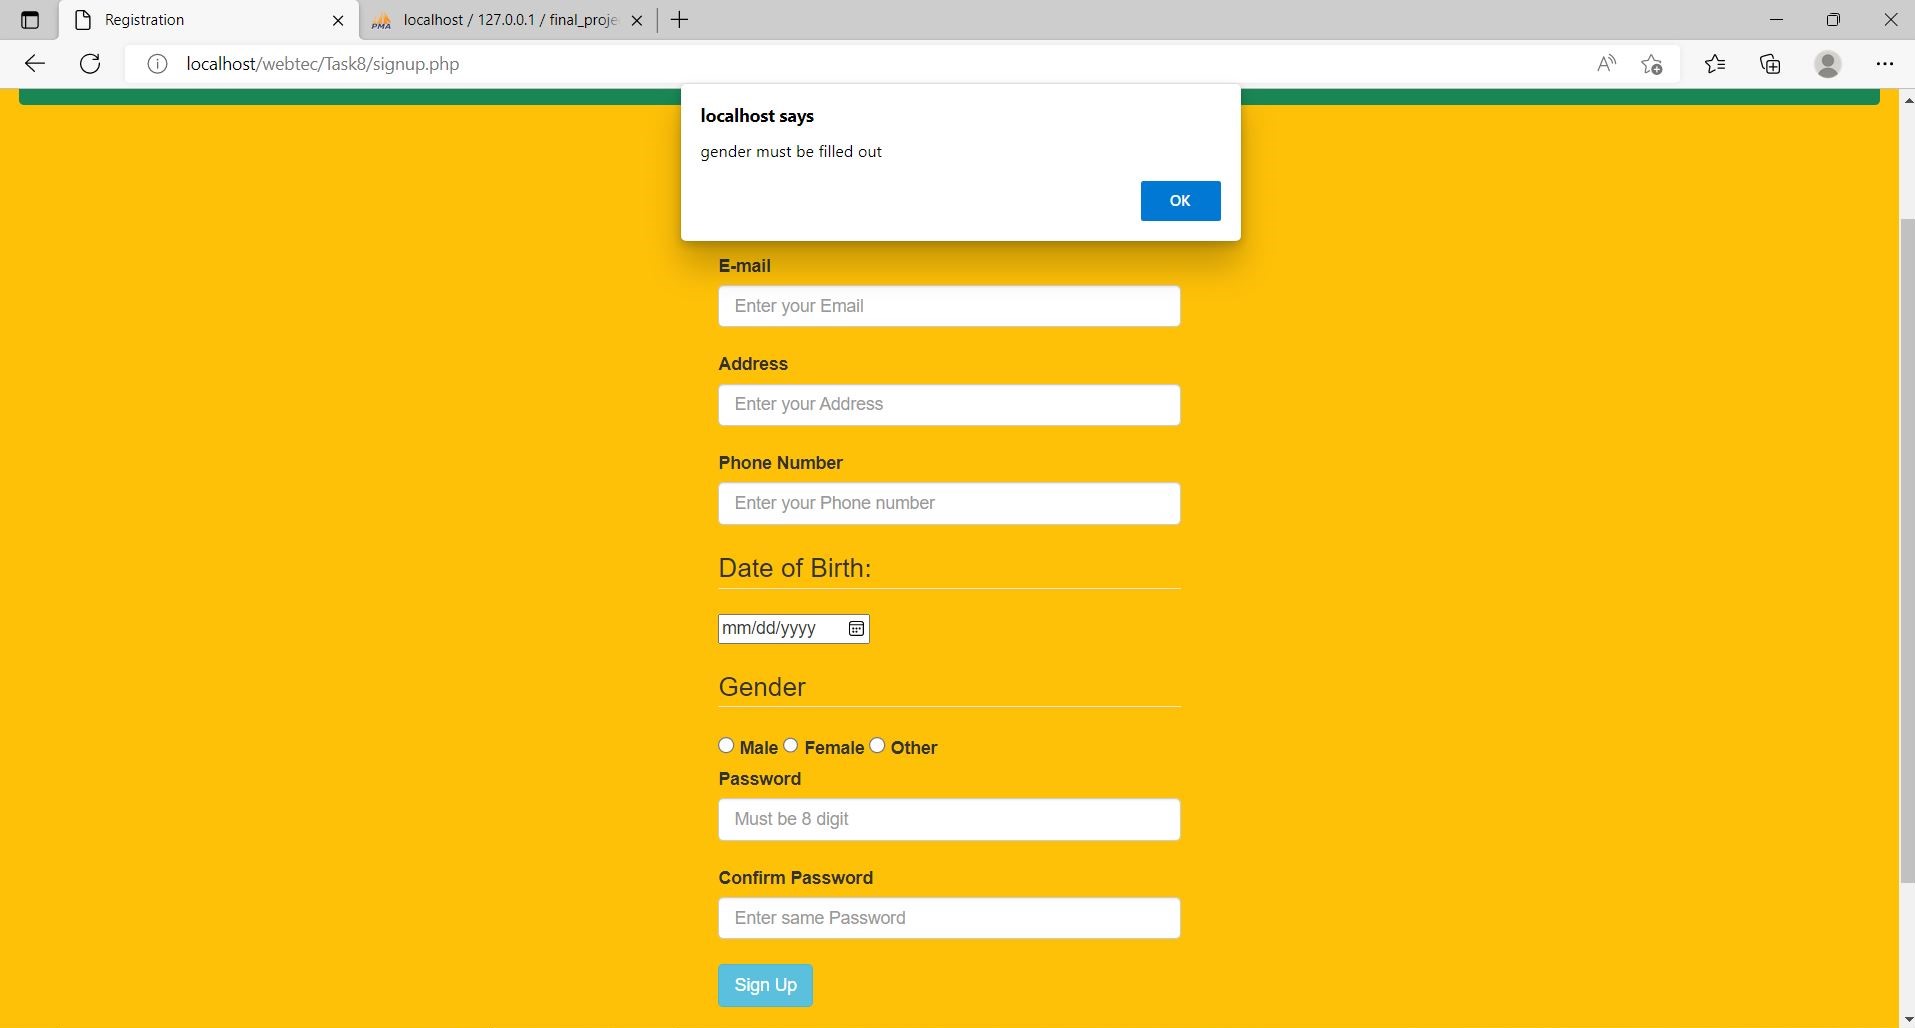 Registration
localhost / 127.0.0.1 / final_proje
localhost/webtec/Task8/signup.php
localhost says
gender must be filled out
OK
E-mail
Enter your Email
Address
Enter your Address
Phone Number
Enter your Phone number
Date of Birth:
mm/dd/yyyy
Gender
Male Female Other
Password
Must be 8 digit
Confirm Password
Enter same Password
Sign Up